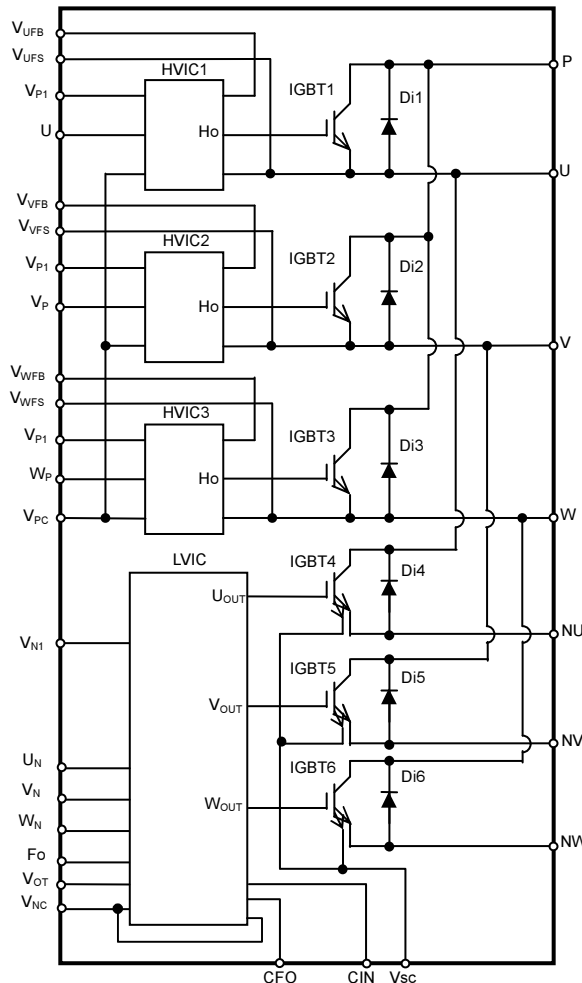 VUFB
VUFS
HVIC1
P
IGBT1
Di1
VP1
U
Ho
U
VVFB
VVFS
HVIC2
IGBT2
Di2
VP1
VP
Ho
V
VWFB
VWFS
HVIC3
IGBT3
Di3
VP1
WP
Ho
VPC
W
LVIC
IGBT4
Di4
UOUT
NU
VN1
IGBT5
Di5
VOUT
NV
UN
IGBT6
Di6
VN
WOUT
WN
NW
Fo
VOT
VNC
CFO
CIN
Vsc